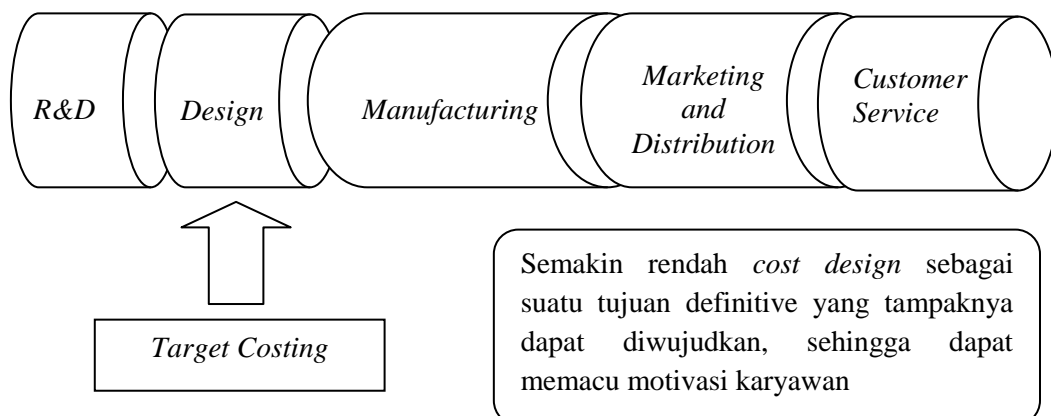 R&D
Design
Manufacturing
Marketing
and
Distribution
Customer
Service
Target Costing
Semakin rendah cost design sebagai
suatu tujuan definitive yang tampaknya
dapat diwujudkan, sehingga dapat
memacu motivasi karyawan